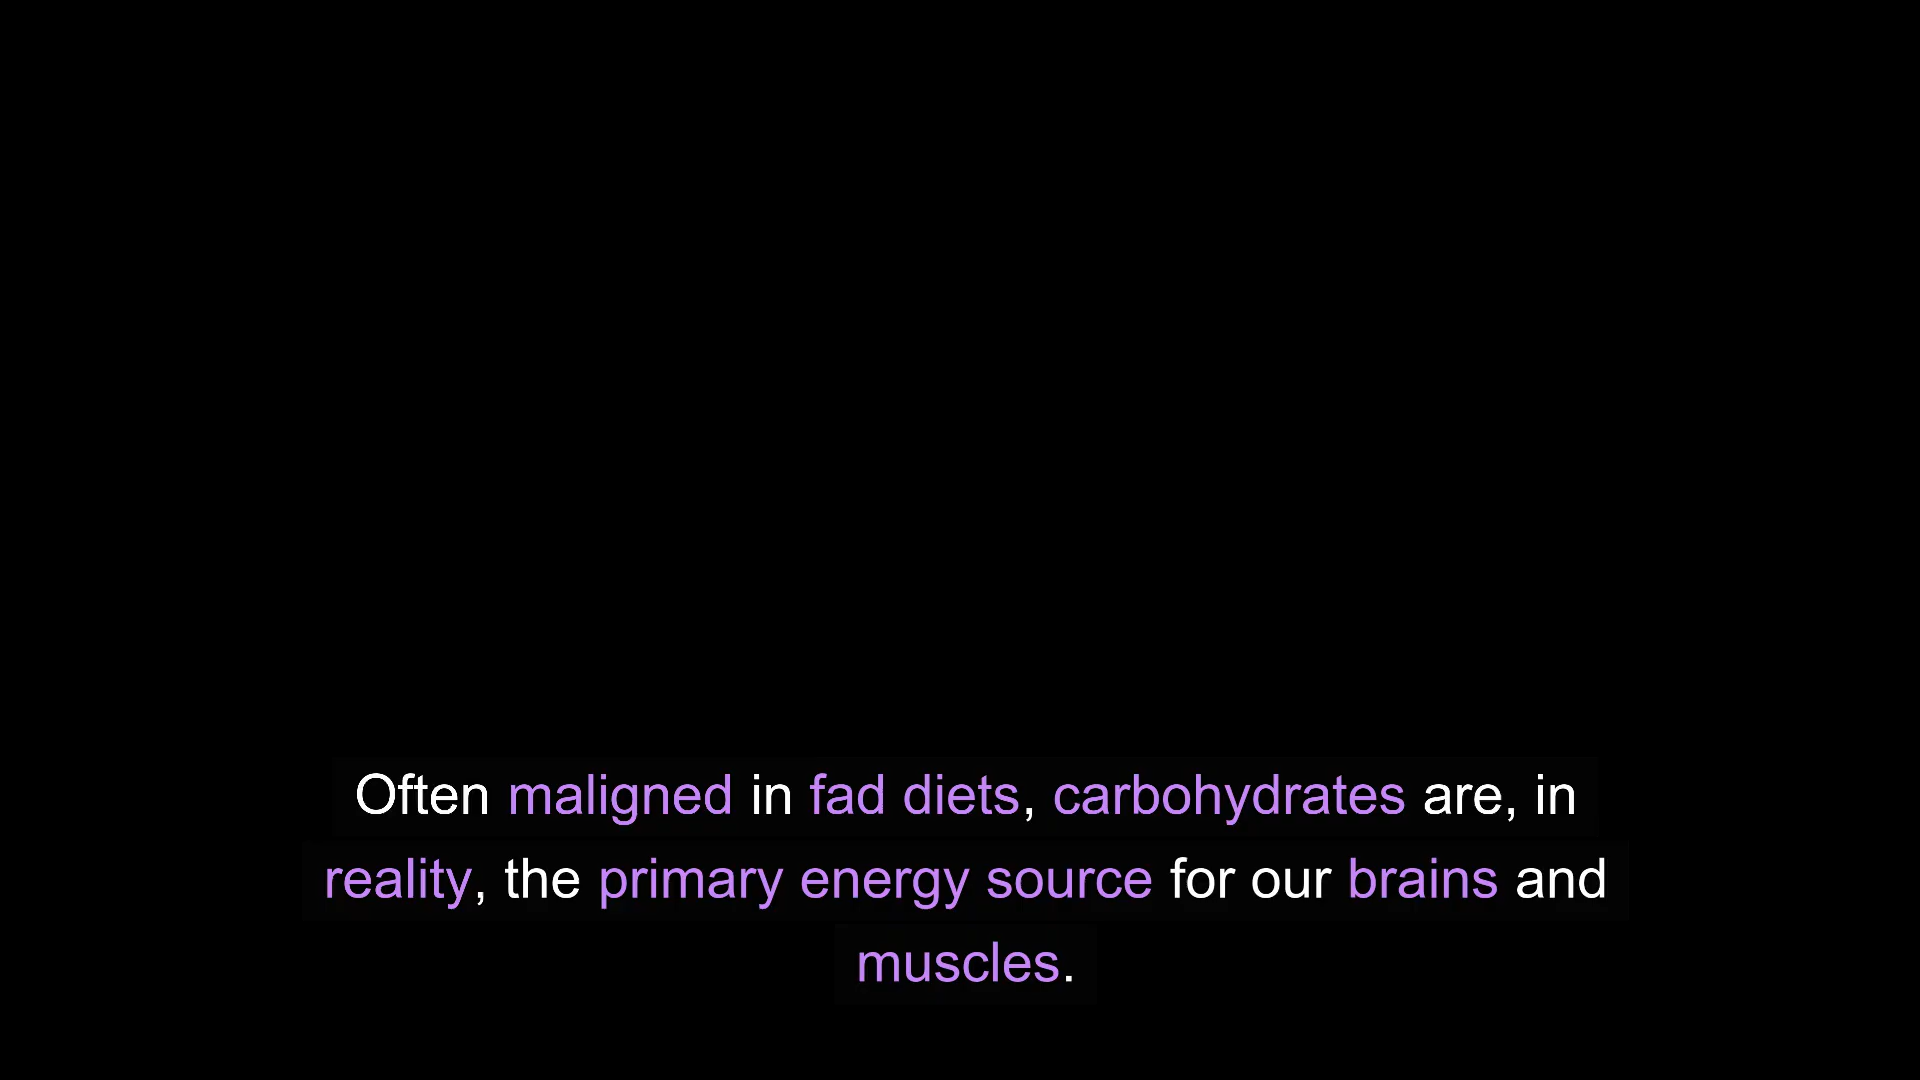 Often maligned in fad diets, carbohydrates are, in
reality, the primary energy source for our brains and
muscles.